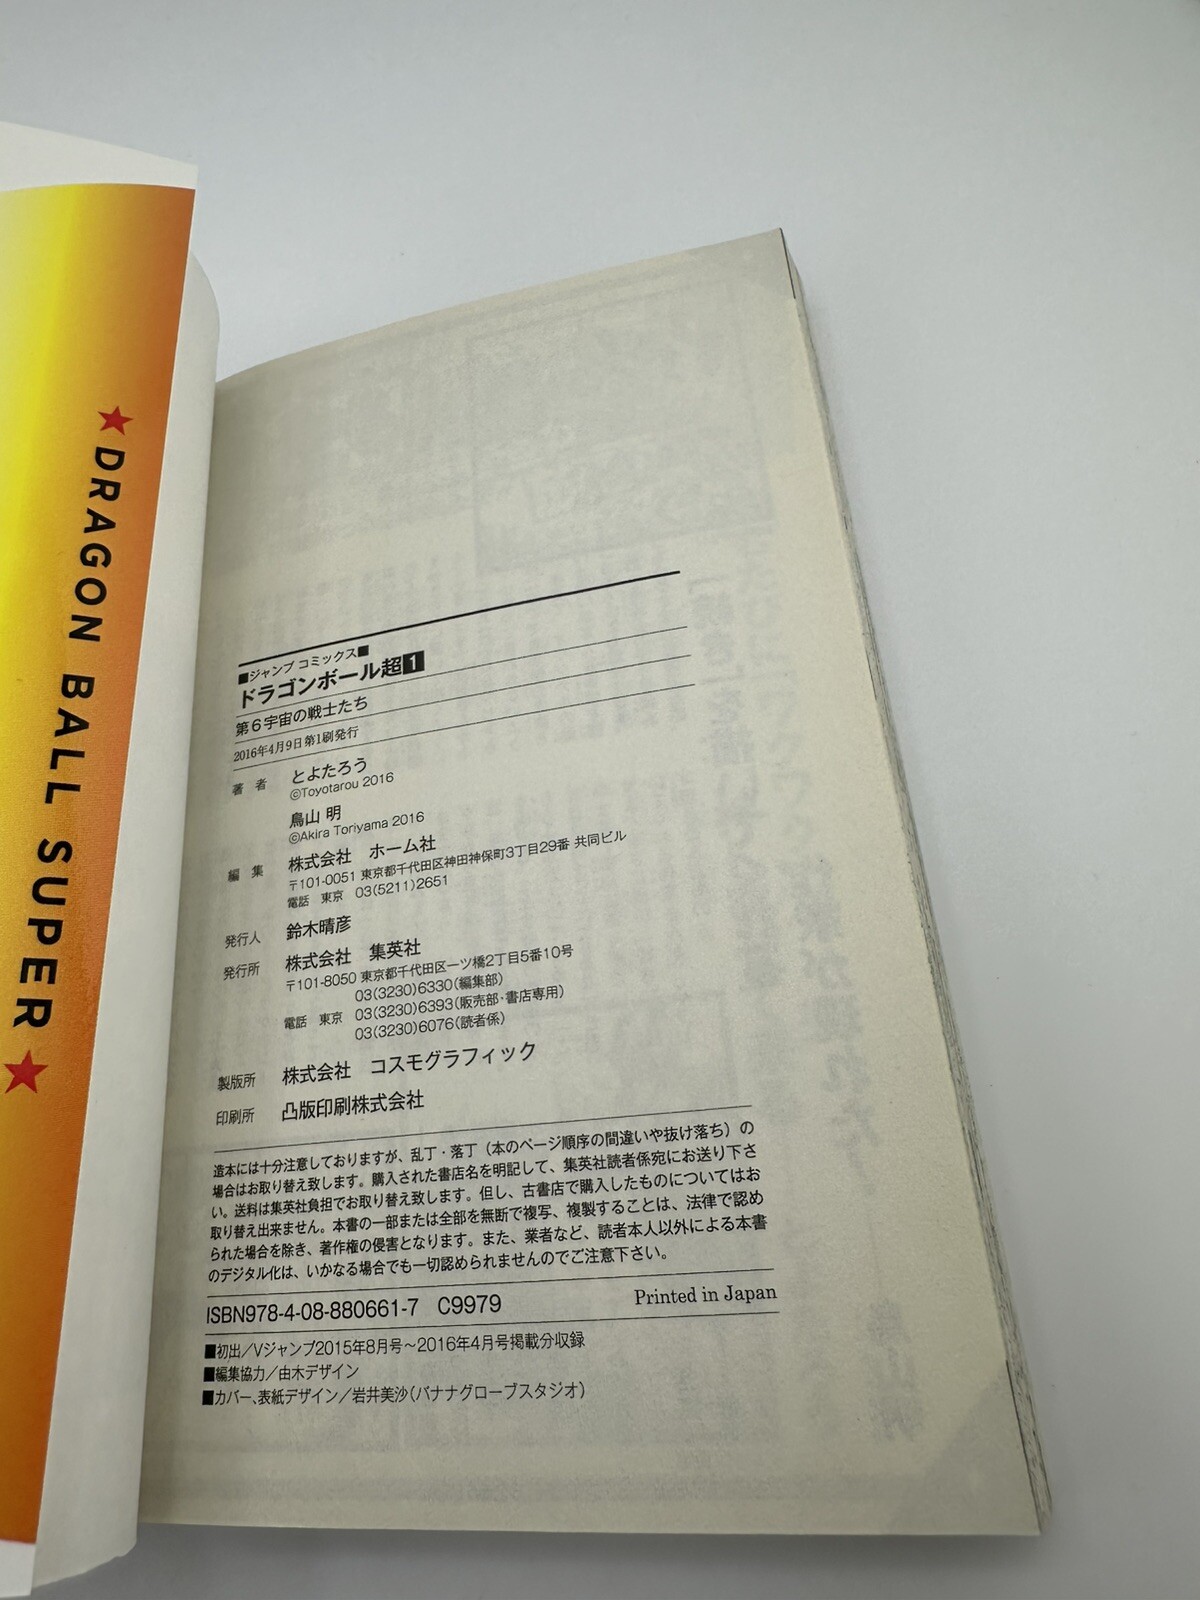 ★DRAGON BALL SUPER★
■ジャンプ コミックス■
ドラゴンボール超1
第6宇宙の戦士たち
2016年4月9日第1刷発行
著者 とよたろう
©Toyotarou 2016
鳥山 明
©Akira Toriyama 2016
編集 株式会社 ホーム社
〒101-0051 東京都千代田区神田神保町3丁目29番 共同ビル
電話 東京 03(5211)2651
発行人 鈴木晴彦
発行所 株式会社 集英社
〒101-8050 東京都千代田区一ツ橋2丁目5番10号
03(3230)6330(編集部)
電話 東京 03(3230)6393(販売部・書店専用)
03(3230)6076(読者係)
製版所 株式会社 コスモグラフィック
印刷所 凸版印刷株式会社
造本には十分注意しておりますが、乱丁・落丁(本のページ順序の間違いや抜け落ち)の
場合はお取り替え致します。購入された書店名を明記して、集英社読者係宛にお送り下さ
い。送料は集英社負担でお取り替え致します。但し、古書店で購入したものについてはお
取り替え出来ません。本書の一部または全部を無断で複写、複製することは、法律で認め
られた場合を除き、著作権の侵害となります。また、業者など、読者本人以外による本書
のデジタル化は、いかなる場合でも一切認められませんのでご注意下さい。
ISBN978-4-08-880661-7 C9979 Printed in Japan
■初出/Vジャンプ2015年8月号〜2016年4月号掲載分収録
■編集協力/由木デザイン
■カバー、表紙デザイン/岩井美沙(バナナグローブスタジオ)